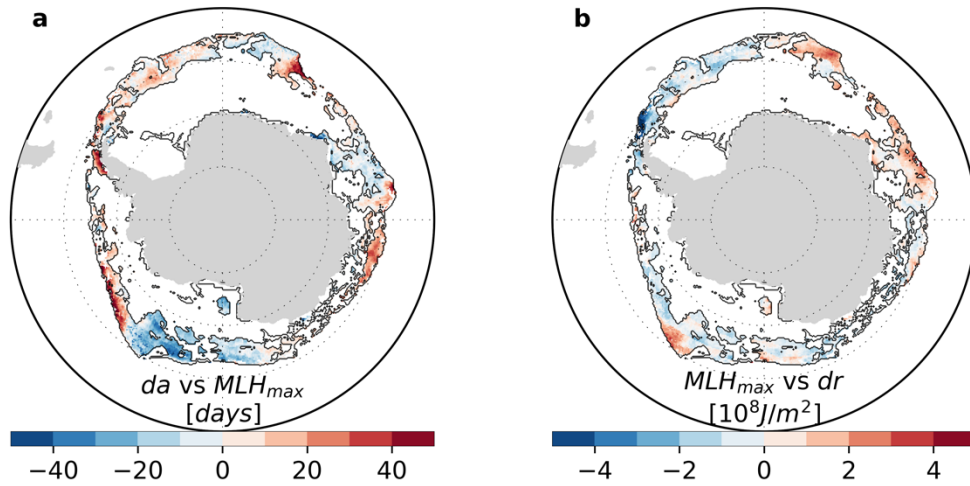 a
da vs MLH_max
[days]
−40 −20 0 20 40
b
MLH_max vs dr
[10^8 J/m^2]
−4 −2 0 2 4